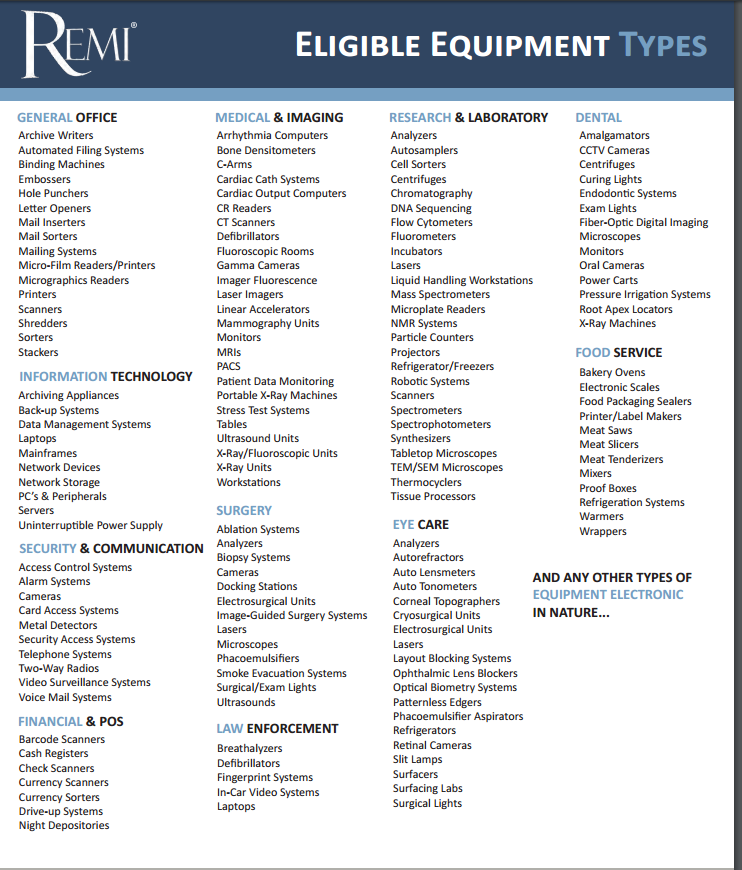 REMI®
ELIGIBLE EQUIPMENT TYPES
GENERAL OFFICE
Archive Writers
Automated Filing Systems
Binding Machines
Embossers
Hole Punchers
Letter Openers
Mail Inserters
Mail Sorters
Mailing Systems
Micro-Film Readers/Printers
Micrographics Readers
Printers
Scanners
Shredders
Sorters
Stackers
INFORMATION TECHNOLOGY
Archiving Appliances
Back-up Systems
Data Management Systems
Laptops
Mainframes
Network Devices
Network Storage
PC's & Peripherals
Servers
Uninterruptible Power Supply
SECURITY & COMMUNICATION
Access Control Systems
Alarm Systems
Cameras
Card Access Systems
Metal Detectors
Security Access Systems
Telephone Systems
Two-Way Radios
Video Surveillance Systems
Voice Mail Systems
FINANCIAL & POS
Barcode Scanners
Cash Registers
Check Scanners
Currency Scanners
Currency Sorters
Drive-up Systems
Night Depositories
MEDICAL & IMAGING
Arrhythmia Computers
Bone Densitometers
C-Arms
Cardiac Cath Systems
Cardiac Output Computers
CR Readers
CT Scanners
Defibrillators
Fluoroscopic Rooms
Gamma Cameras
Imager Fluorescence
Laser Imagers
Linear Accelerators
Mammography Units
Monitors
MRIs
PACS
Patient Data Monitoring
Portable X-Ray Machines
Stress Test Systems
Tables
Ultrasound Units
X-Ray/Fluoroscopic Units
X-Ray Units
Workstations
SURGERY
Ablation Systems
Analyzers
Biopsy Systems
Cameras
Docking Stations
Electrosurgical Units
Image-Guided Surgery Systems
Lasers
Microscopes
Phacoemulsifiers
Smoke Evacuation Systems
Surgical/Exam Lights
Ultrasounds
LAW ENFORCEMENT
Breathalyzers
Defibrillators
Fingerprint Systems
In-Car Video Systems
Laptops
RESEARCH & LABORATORY
Analyzers
Autosamplers
Cell Sorters
Centrifuges
Chromatography
DNA Sequencing
Flow Cytometers
Fluorometers
Incubators
Lasers
Liquid Handling Workstations
Mass Spectrometers
Microplate Readers
NMR Systems
Particle Counters
Projectors
Refrigerator/Freezers
Robotic Systems
Scanners
Spectrometers
Spectrophotometers
Synthesizers
Tabletop Microscopes
TEM/SEM Microscopes
Thermocyclers
Tissue Processors
EYE CARE
Analyzers
Autorefractors
Auto Lensmeters
Auto Tonometers
Corneal Topographers
Cryosurgical Units
Electrosurgical Units
Lasers
Layout Blocking Systems
Ophthalmic Lens Blockers
Optical Biometry Systems
Patternless Edgers
Phacoemulsifier Aspirators
Refrigerators
Retinal Cameras
Slit Lamps
Surfacers
Surfacing Labs
Surgical Lights
DENTAL
Amalgamators
CCTV Cameras
Centrifuges
Curing Lights
Endodontic Systems
Exam Lights
Fiber-Optic Digital Imaging
Microscopes
Monitors
Oral Cameras
Power Carts
Pressure Irrigation Systems
Root Apex Locators
X-Ray Machines
FOOD SERVICE
Bakery Ovens
Electronic Scales
Food Packaging Sealers
Printer/Label Makers
Meat Saws
Meat Slicers
Meat Tenderizers
Mixers
Proof Boxes
Refrigeration Systems
Warmers
Wrappers
AND ANY OTHER TYPES OF
EQUIPMENT ELECTRONIC
IN NATURE...